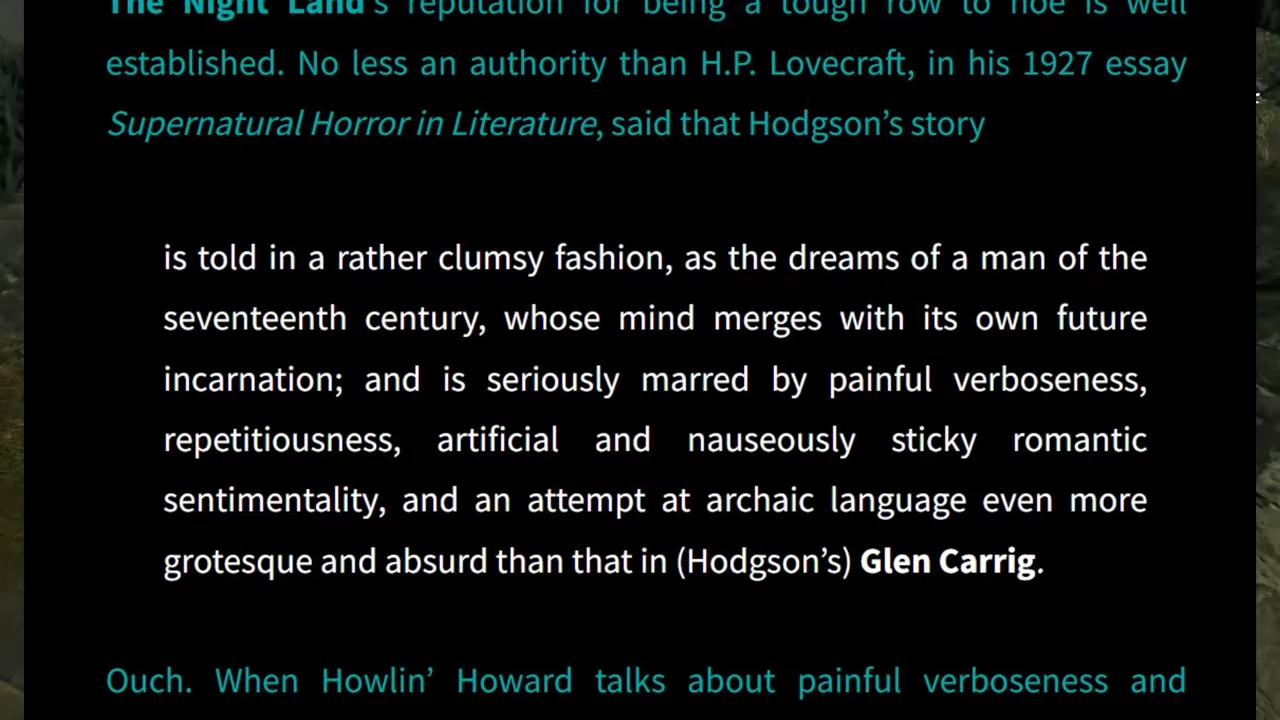 The Night Land's reputation for being a tough row to hoe is well
established. No less an authority than H.P. Lovecraft, in his 1927 essay
Supernatural Horror in Literature, said that Hodgson’s story
is told in a rather clumsy fashion, as the dreams of a man of the
seventeenth century, whose mind merges with its own future
incarnation; and is seriously marred by painful verboseness,
repetitiousness, artificial and nauseously sticky romantic
sentimentality, and an attempt at archaic language even more
grotesque and absurd than that in (Hodgson’s) Glen Carrig.
Ouch. When Howlin’ Howard talks about painful verboseness and